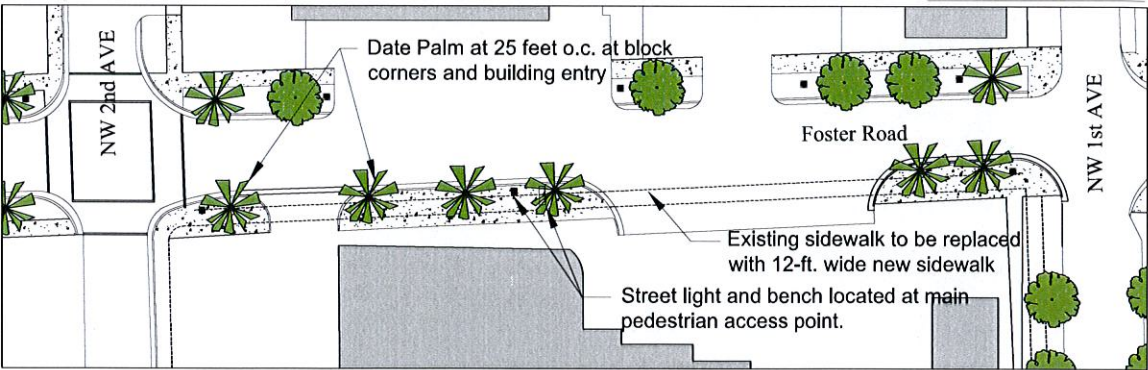 Date Palm at 25 feet o.c. at block
corners and building entry
NW 2nd AVE
Foster Road
NW 1st AVE
Existing sidewalk to be replaced
with 12-ft. wide new sidewalk
Street light and bench located at main
pedestrian access point.